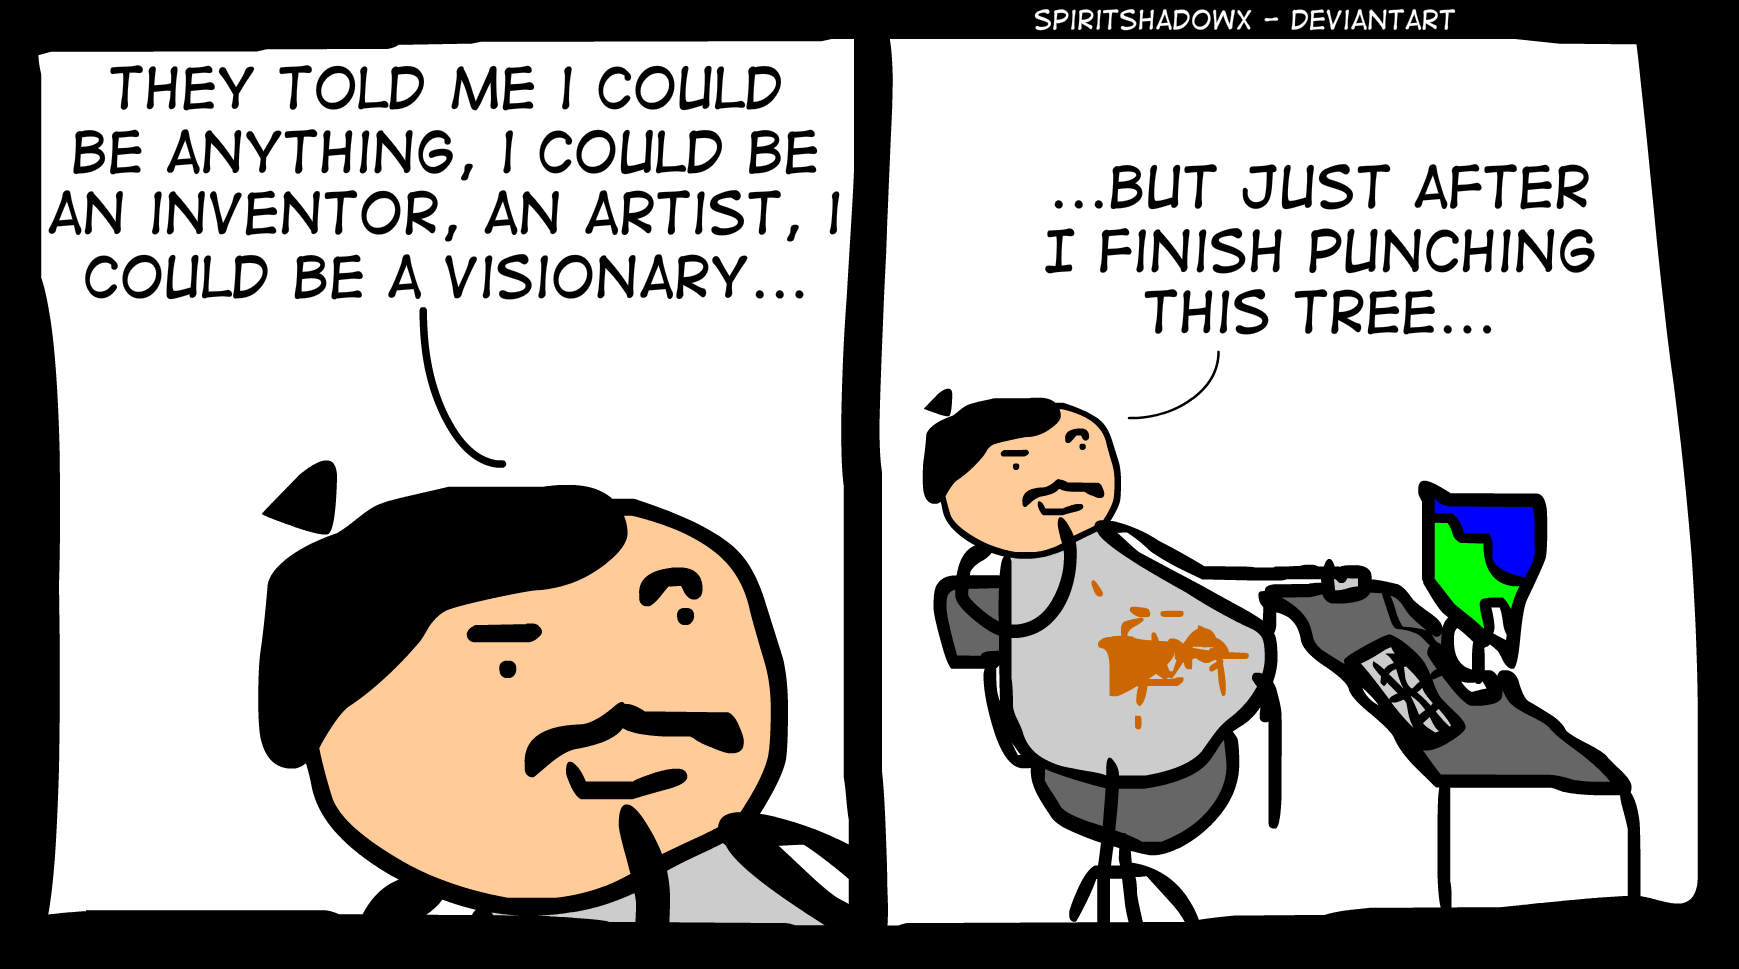 SPIRITSHADOWX - DEVIANTART
THEY TOLD ME I COULD
BE ANYTHING, I COULD BE
AN INVENTOR, AN ARTIST, I
COULD BE A VISIONARY...
...BUT JUST AFTER
I FINISH PUNCHING
THIS TREE...